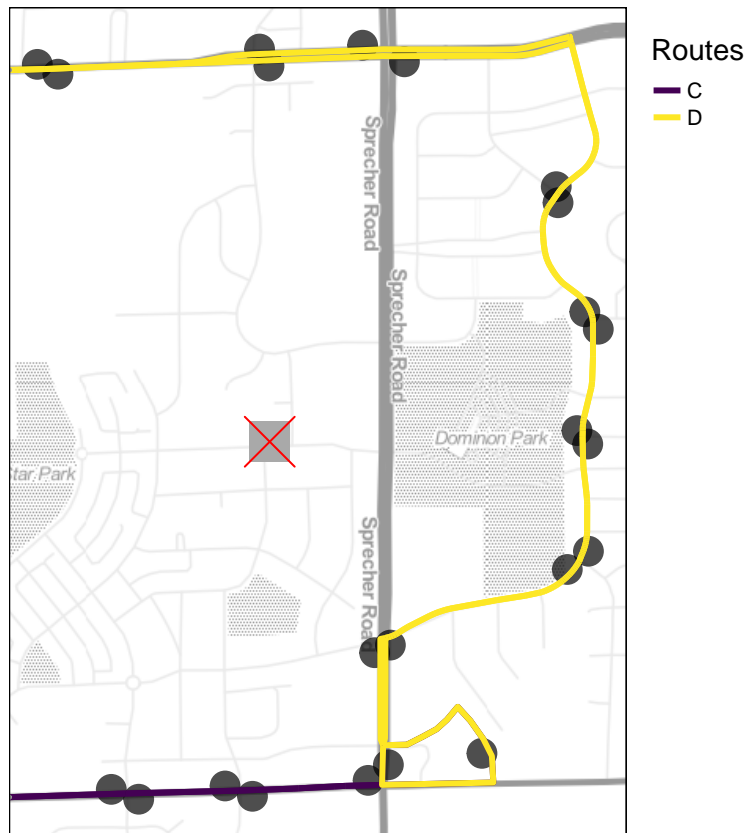 Routes
C
D
Sprecher Road
Sprecher Road
Dominon Park
Star Park
Sprecher Road